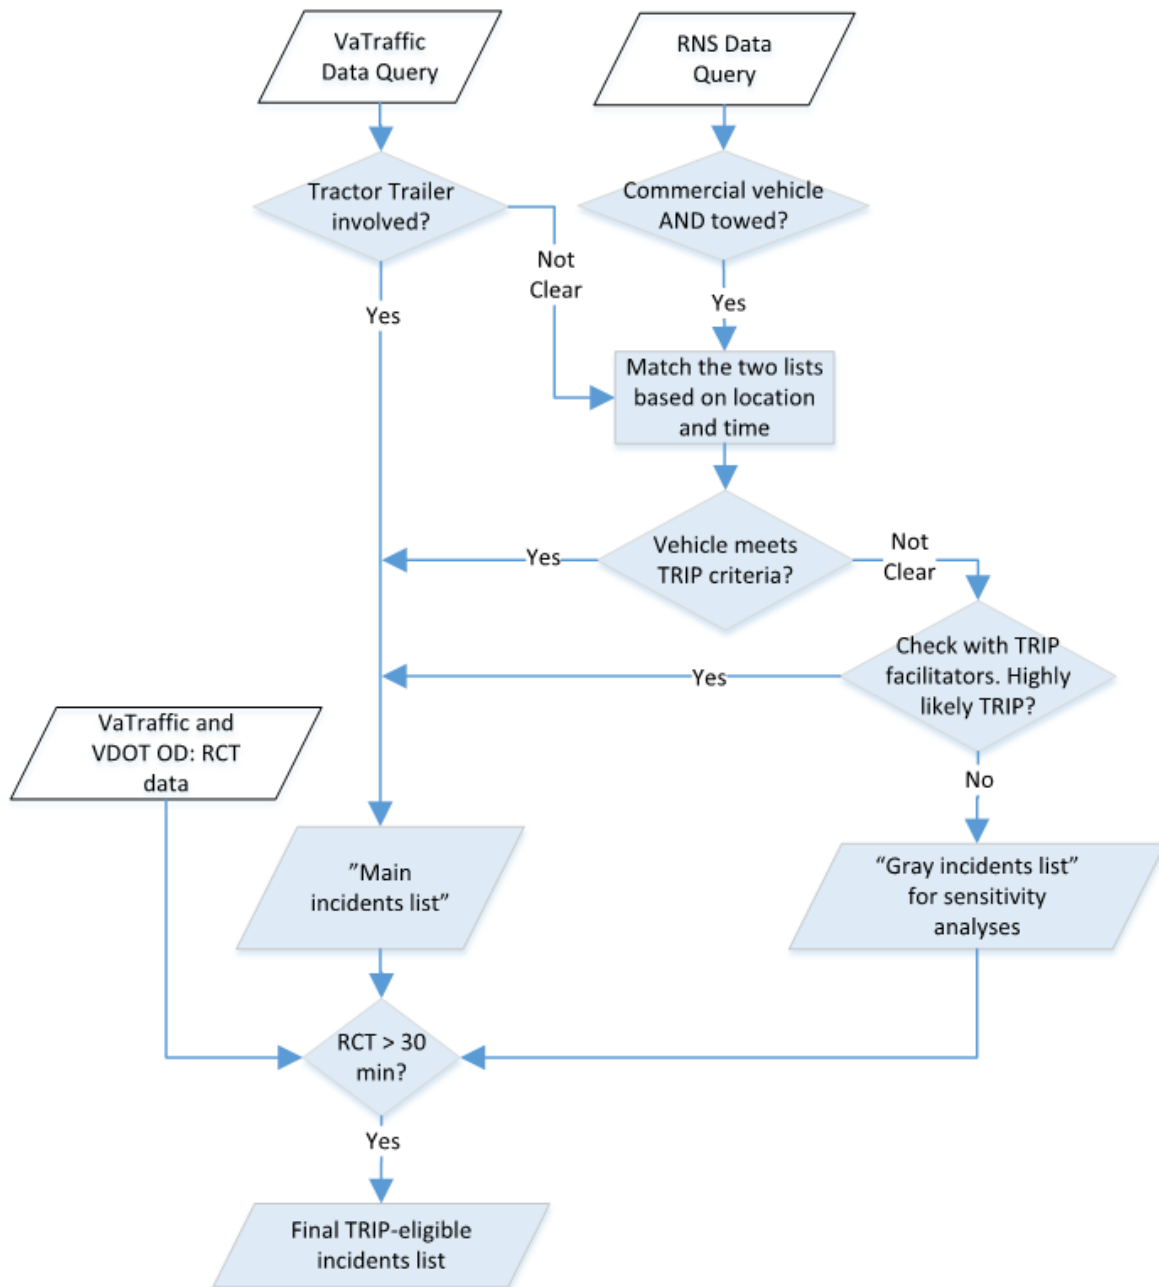 VaTraffic
Data Query
RNS Data
Query
Tractor Trailer
involved?
Commercial vehicle
AND towed?
Not
Clear
Yes
Yes
Match the two lists
based on location
and time
Vehicle meets
TRIP criteria?
Yes
Not
Clear
Check with TRIP
facilitators. Highly
likely TRIP?
Yes
VaTraffic and
VDOT OD: RCT
data
No
”Main
incidents list”
“Gray incidents list”
for sensitivity
analyses
RCT > 30
min?
Yes
Final TRIP-eligible
incidents list